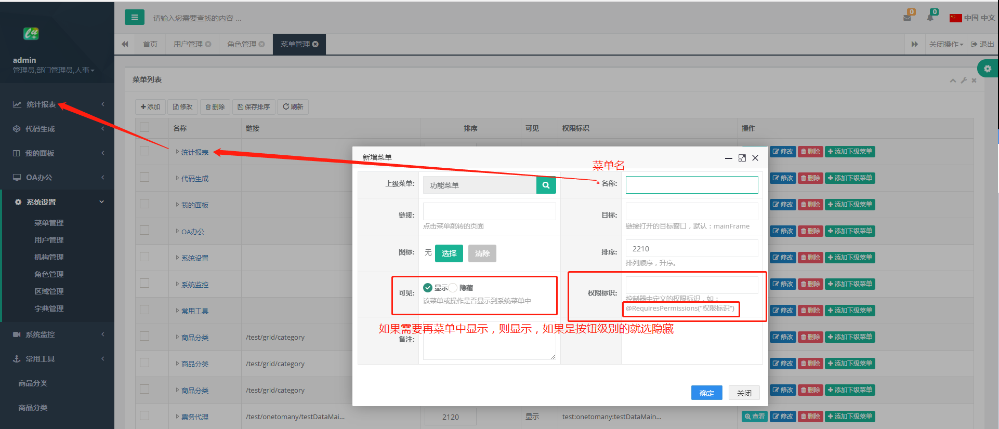 请输入您需要查找的内容 ...
0
0
中国 中文
首页
用户管理
角色管理
菜单管理
关闭操作
退出
admin
管理员,部门管理员,人事
统计报表
代码生成
我的面板
OA办公
系统设置
菜单管理
用户管理
机构管理
角色管理
区域管理
字典管理
系统监控
常用工具
商品分类
商品分类
菜单列表
添加 修改 删除 保存排序 刷新
名称 链接 排序 可见 权限标识 操作
统计报表 修改 删除 添加下级菜单
代码生成 修改 删除 添加下级菜单
我的面板 修改 删除 添加下级菜单
OA办公 修改 删除 添加下级菜单
系统设置 修改 删除 添加下级菜单
系统监控 修改 删除 添加下级菜单
常用工具 修改 删除 添加下级菜单
商品分类 /test/grid/category 修改 删除 添加下级菜单
商品分类 /test/grid/category 修改 删除 添加下级菜单
商品分类 /test/grid/category 修改 删除 添加下级菜单
票务代理 /test/onetomany/testDataMai... 2120 显示 test:onetomany:testDataMain... 查看 修改 删除 添加下级菜单
新增菜单
菜单名
上级菜单: 功能菜单
* 名称:
链接:
点击菜单跳转的页面
目标:
链接打开的目标窗口，默认：mainFrame
图标: 无 选择 清除
排序: 2210
排列顺序，升序。
可见: 显示 隐藏
该菜单或操作是否显示到系统菜单中
权限标识:
控制器中定义的权限标识，如：
@RequiresPermissions("权限标识")
如果需要再菜单中显示，则显示，如果是按钮级别的就选隐藏
备注:
确定 关闭